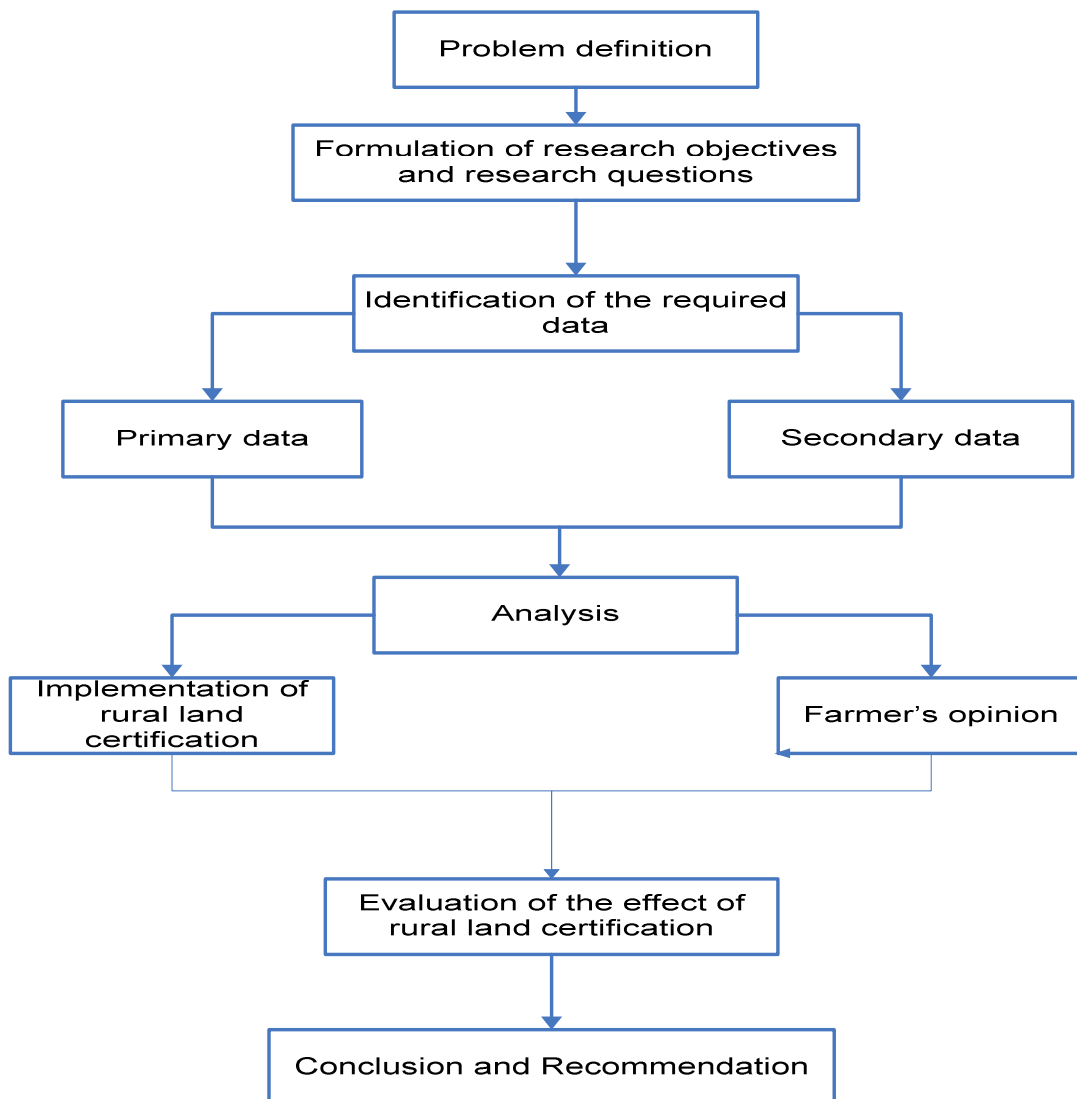 Problem definition
Formulation of research objectives
and research questions
Identification of the required
data
Primary data
Secondary data
Analysis
Implementation of
rural land
certification
Farmer’s opinion
Evaluation of the effect of
rural land certification
Conclusion and Recommendation